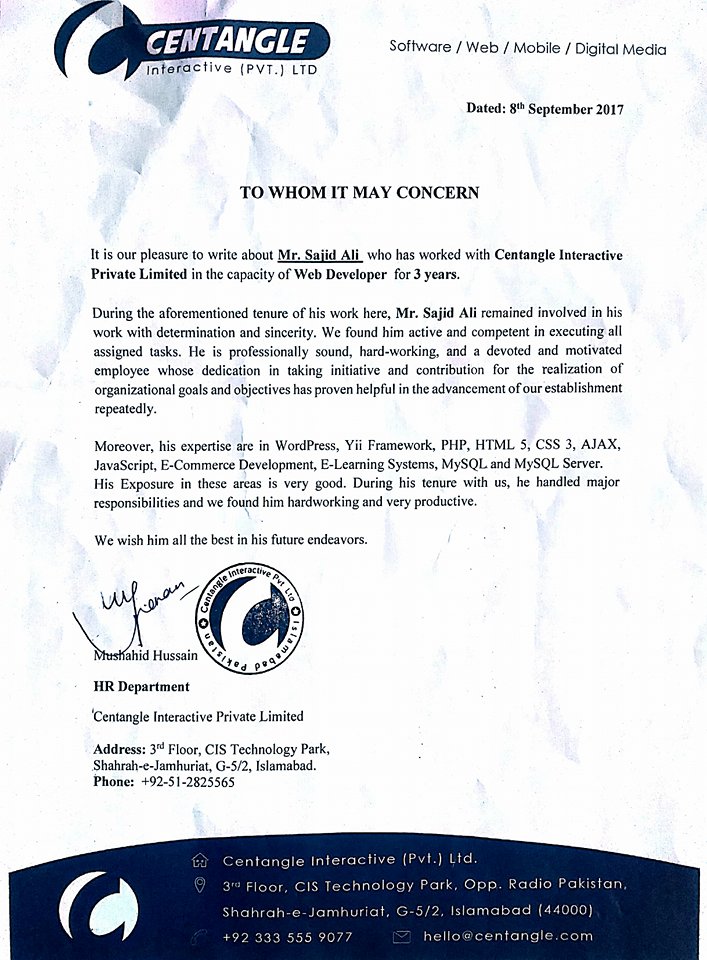 CENTANGLE
Interactive (PVT.) LTD
Software / Web / Mobile / Digital Media
Dated: 8th September 2017
TO WHOM IT MAY CONCERN
It is our pleasure to write about Mr. Sajid Ali who has worked with Centangle Interactive
Private Limited in the capacity of Web Developer for 3 years.
During the aforementioned tenure of his work here, Mr. Sajid Ali remained involved in his
work with determination and sincerity. We found him active and competent in executing all
assigned tasks. He is professionally sound, hard-working, and a devoted and motivated
employee whose dedication in taking initiative and contribution for the realization of
organizational goals and objectives has proven helpful in the advancement of our establishment
repeatedly.
Moreover, his expertise are in WordPress, Yii Framework, PHP, HTML 5, CSS 3, AJAX,
JavaScript, E-Commerce Development, E-Learning Systems, MySQL and MySQL Server.
His Exposure in these areas is very good. During his tenure with us, he handled major
responsibilities and we found him hardworking and very productive.
We wish him all the best in his future endeavors.
Centangle Interactive Pvt Ltd
Islamabad Pakistan
Mushahid Hussain
HR Department
Centangle Interactive Private Limited
Address: 3rd Floor, CIS Technology Park,
Shahrah-e-Jamhuriat, G-5/2, Islamabad.
Phone: +92-51-2825565
Centangle Interactive (Pvt.) Ltd.
3rd Floor, CIS Technology Park, Opp. Radio Pakistan,
Shahrah-e-Jamhuriat, G-5/2, Islamabad (44000)
+92 333 555 9077 hello@centangle.com